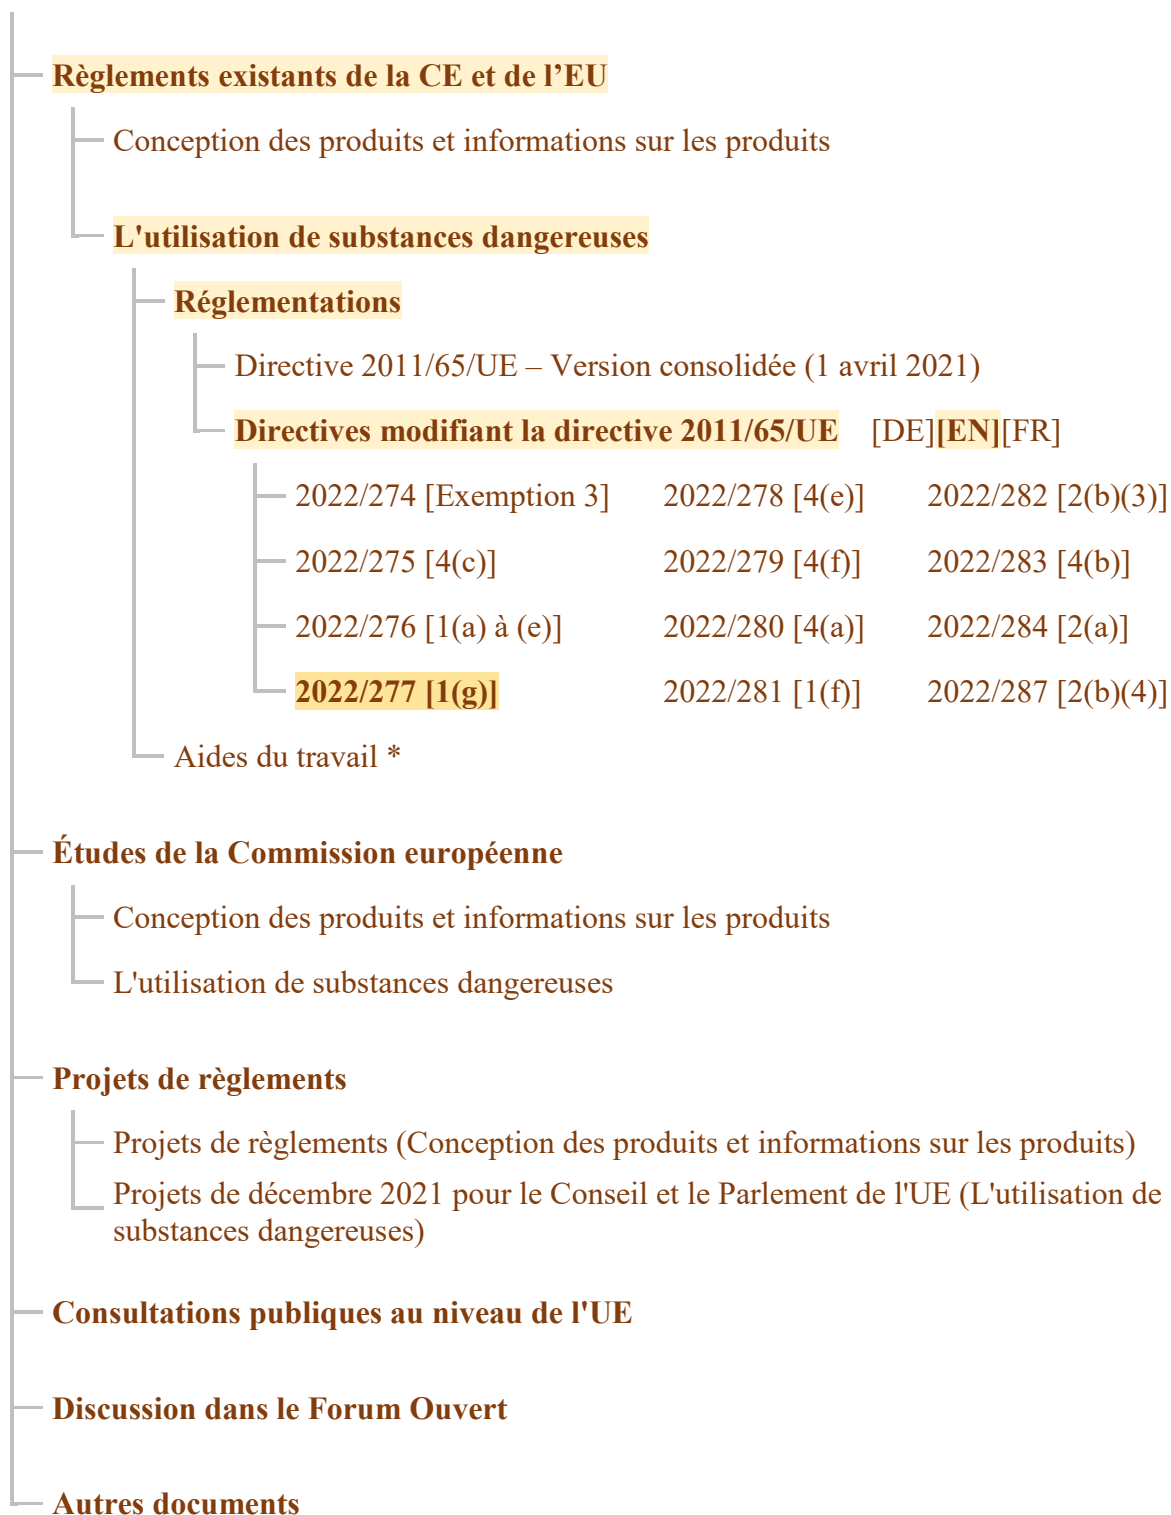 Règlements existants de la CE et de l’EU
Conception des produits et informations sur les produits
L'utilisation de substances dangereuses
Réglementations
Directive 2011/65/UE – Version consolidée (1 avril 2021)
Directives modifiant la directive 2011/65/UE [DE][EN][FR]
2022/274 [Exemption 3] 2022/278 [4(e)] 2022/282 [2(b)(3)]
2022/275 [4(c)] 2022/279 [4(f)] 2022/283 [4(b)]
2022/276 [1(a) à (e)] 2022/280 [4(a)] 2022/284 [2(a)]
2022/277 [1(g)] 2022/281 [1(f)] 2022/287 [2(b)(4)]
Aides du travail *
Études de la Commission européenne
Conception des produits et informations sur les produits
L'utilisation de substances dangereuses
Projets de règlements
Projets de règlements (Conception des produits et informations sur les produits)
Projets de décembre 2021 pour le Conseil et le Parlement de l'UE (L'utilisation de
substances dangereuses)
Consultations publiques au niveau de l'UE
Discussion dans le Forum Ouvert
Autres documents